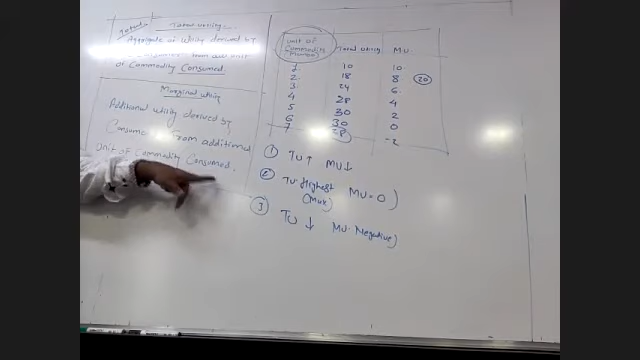 Total utility
Aggregate of utility derived by
from
unit
of Commodity Consumed.
Marginal utility
Additional utility derived by
Consumer from additional
Unit of Commodity Consumed.
unit of Total utility M.U.
Commodity
1 10 10
2. 18 8 20
3. 24 6
4 28 4
5 30 2
6 30 0
7 28 -2
① TU↑ MU↓
② TU-Highest MU=0
(Max)
③ TU ↓ MU Negative